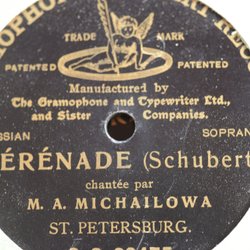 TRADE MARK
PATENTED PATENTED
Manufactured by
The Gramophone and Typewriter Ltd.,
and Sister Companies.
SOPRAN
ÉRÉNADE (Schubert
chantée par
M. A. MICHAILOWA
ST. PETERSBURG.